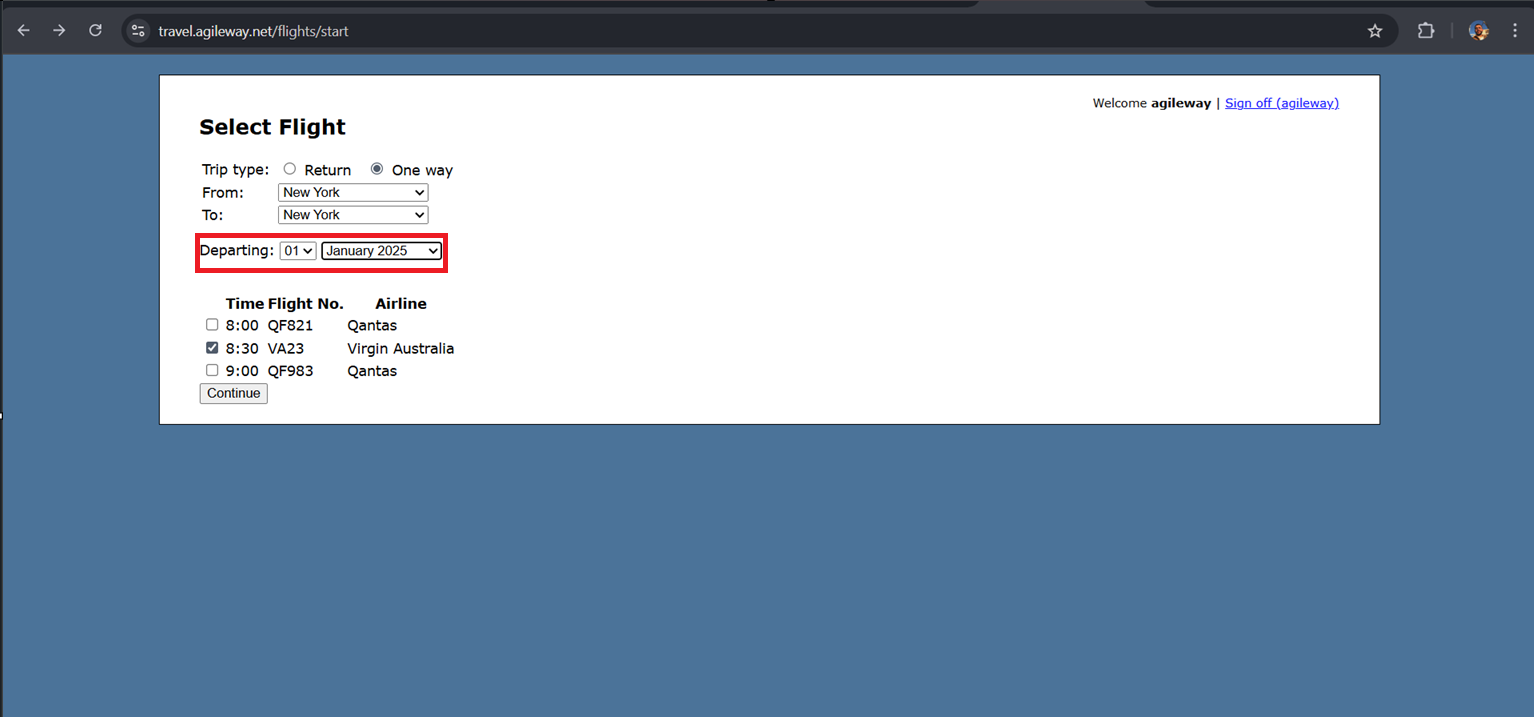 travel.agileway.net/flights/start
Welcome agileway | Sign off (agileway)
Select Flight
Trip type: Return One way
From: New York
To: New York
Departing: 01 January 2025
Time Flight No. Airline
8:00 QF821 Qantas
8:30 VA23 Virgin Australia
9:00 QF983 Qantas
Continue